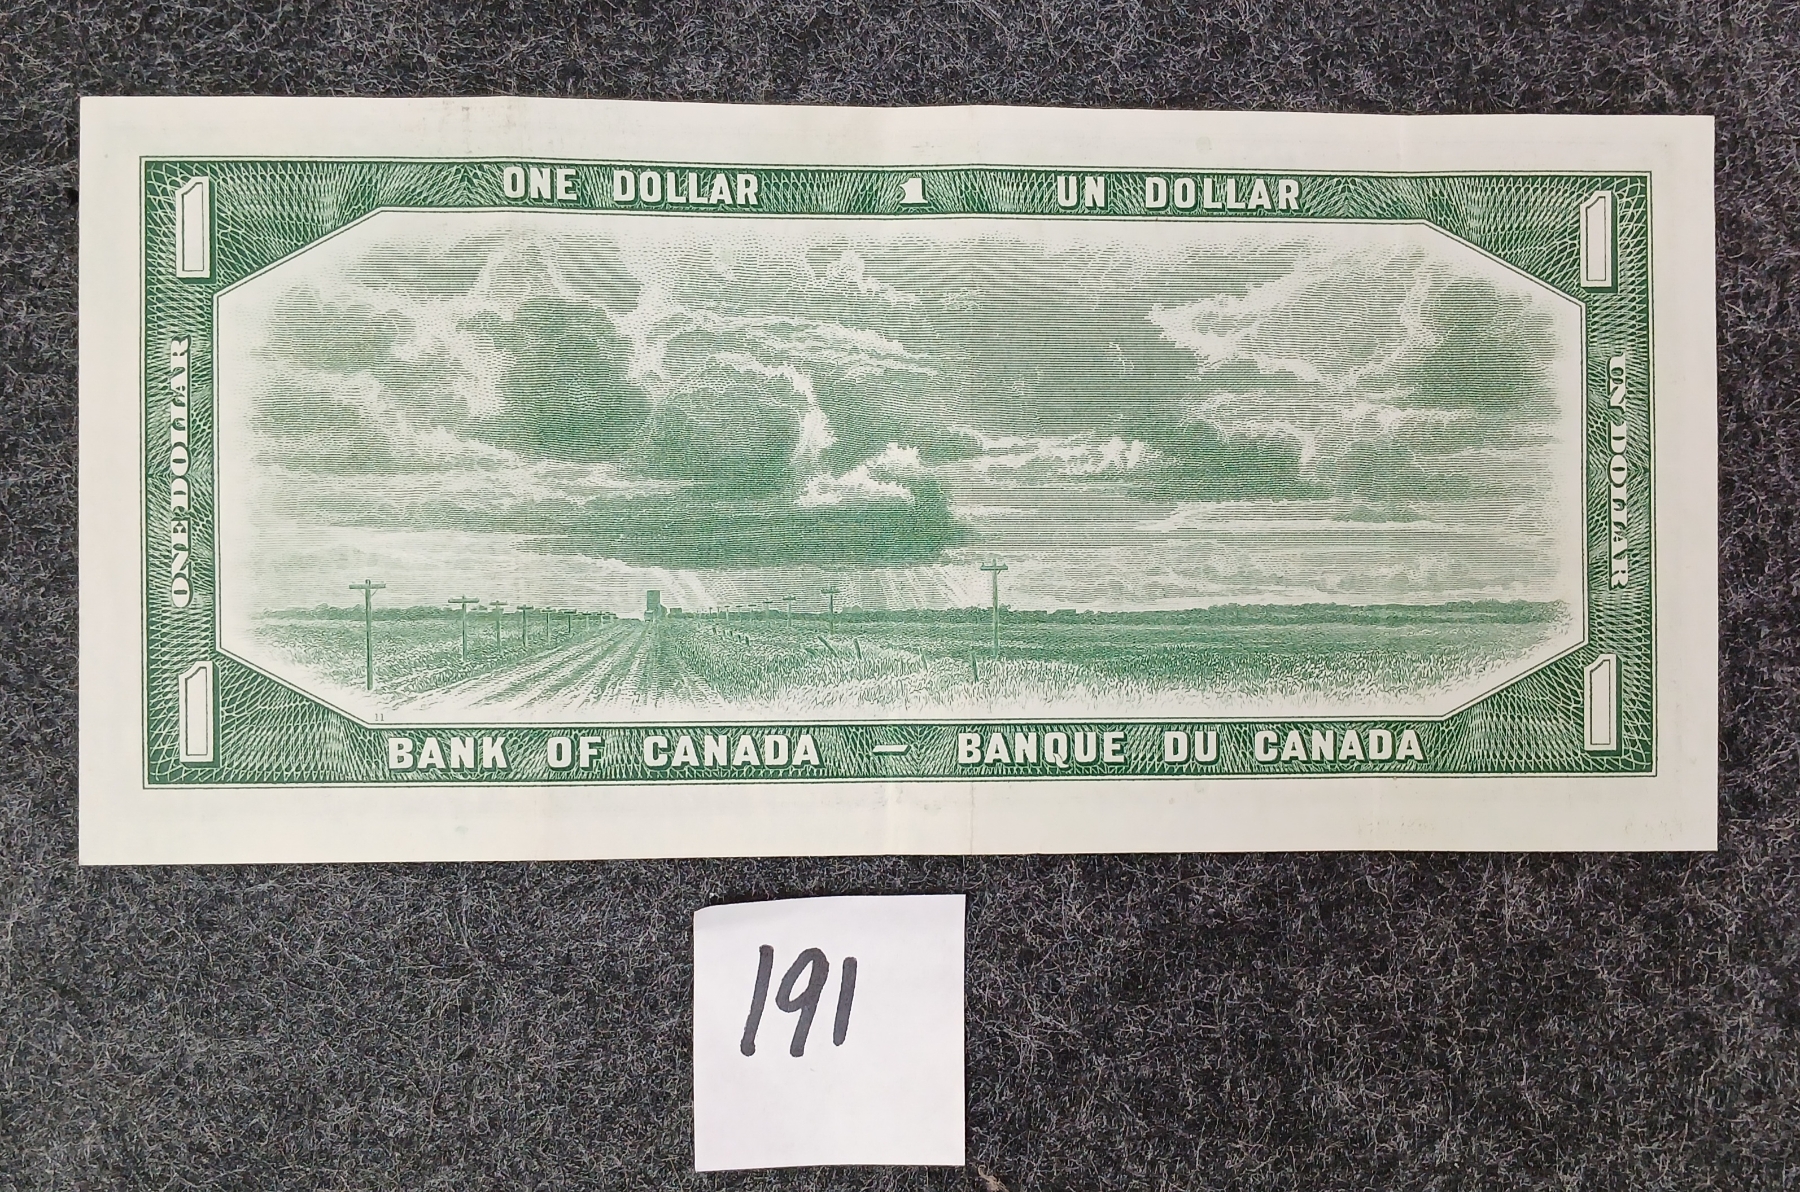 1 ONE DOLLAR 1 UN DOLLAR 1
ONE DOLLAR
UN DOLLAR
11
1 BANK OF CANADA — BANQUE DU CANADA 1
191